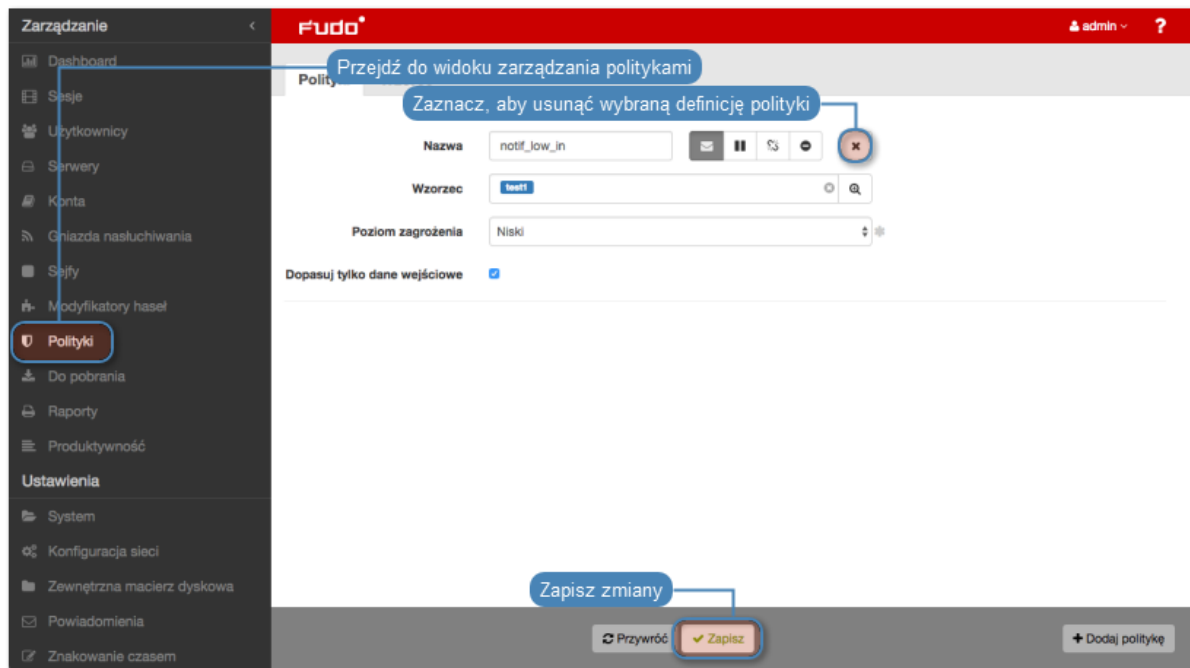 Zarządzanie
Fudo
admin
?
Dashboard
Przejdź do widoku zarządzania politykami
Sesje
Zaznacz, aby usunąć wybraną definicję polityki
Użytkownicy
Nazwa
notif_low_in
Serwery
Wzorzec
test1
Konta
Gniazda nasłuchiwania
Poziom zagrożenia
Niski
Sejfy
Dopasuj tylko dane wejściowe
Modyfikatory haseł
Polityki
Do pobrania
Raporty
Produktywność
Ustawienia
System
Konfiguracja sieci
Zewnętrzna macierz dyskowa
Zapisz zmiany
Powiadomienia
Przywróć
Zapisz
Dodaj politykę
Znakowanie czasem